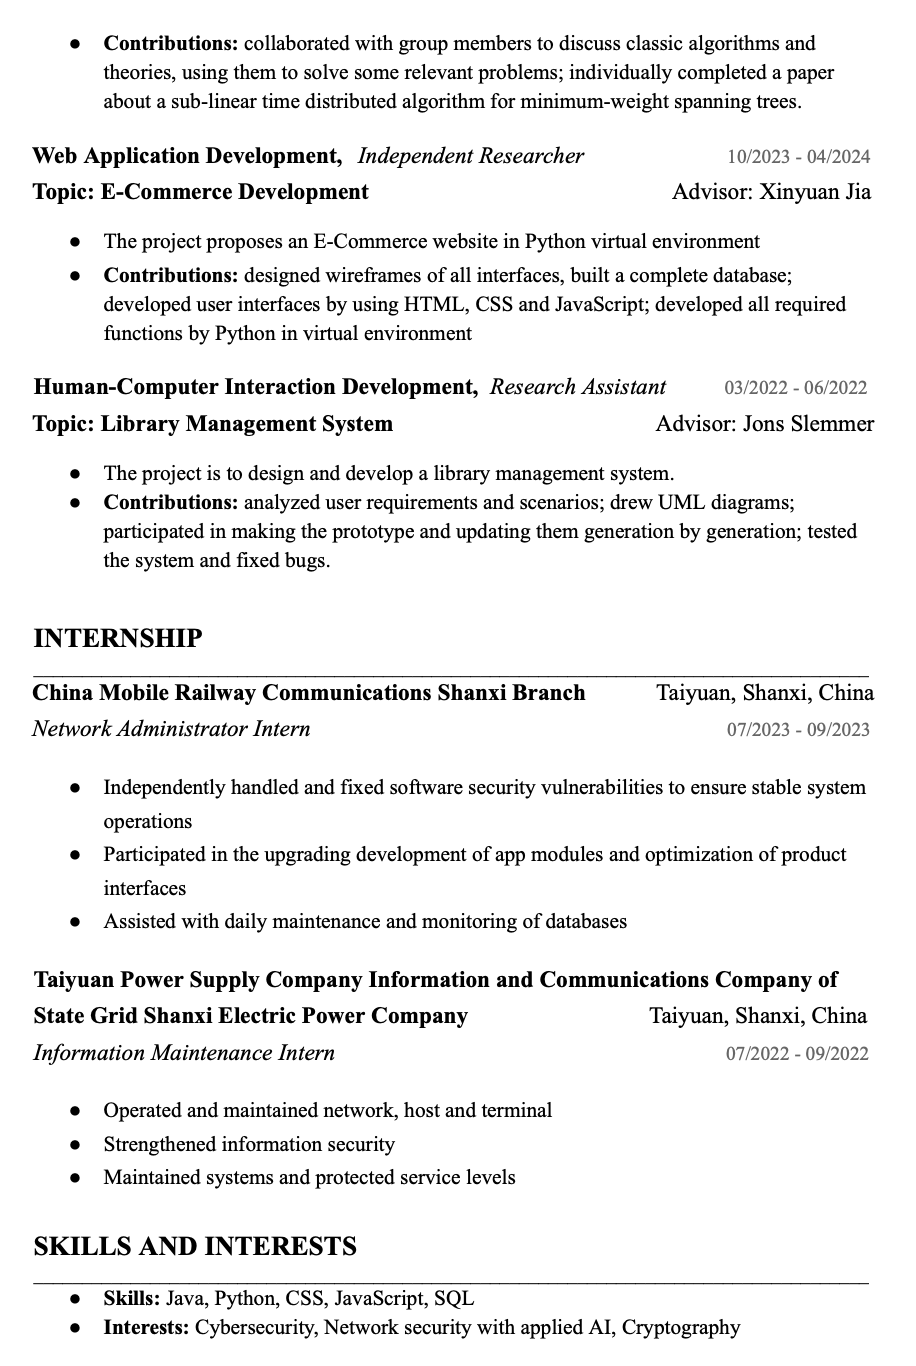 ● Contributions: collaborated with group members to discuss classic algorithms and
theories, using them to solve some relevant problems; individually completed a paper
about a sub-linear time distributed algorithm for minimum-weight spanning trees.
Web Application Development, Independent Researcher 10/2023 - 04/2024
Topic: E-Commerce Development Advisor: Xinyuan Jia
● The project proposes an E-Commerce website in Python virtual environment
● Contributions: designed wireframes of all interfaces, built a complete database;
developed user interfaces by using HTML, CSS and JavaScript; developed all required
functions by Python in virtual environment
Human-Computer Interaction Development, Research Assistant 03/2022 - 06/2022
Topic: Library Management System Advisor: Jons Slemmer
● The project is to design and develop a library management system.
● Contributions: analyzed user requirements and scenarios; drew UML diagrams;
participated in making the prototype and updating them generation by generation; tested
the system and fixed bugs.
INTERNSHIP
China Mobile Railway Communications Shanxi Branch Taiyuan, Shanxi, China
Network Administrator Intern 07/2023 - 09/2023
● Independently handled and fixed software security vulnerabilities to ensure stable system
operations
● Participated in the upgrading development of app modules and optimization of product
interfaces
● Assisted with daily maintenance and monitoring of databases
Taiyuan Power Supply Company Information and Communications Company of
State Grid Shanxi Electric Power Company Taiyuan, Shanxi, China
Information Maintenance Intern 07/2022 - 09/2022
● Operated and maintained network, host and terminal
● Strengthened information security
● Maintained systems and protected service levels
SKILLS AND INTERESTS
● Skills: Java, Python, CSS, JavaScript, SQL
● Interests: Cybersecurity, Network security with applied AI, Cryptography